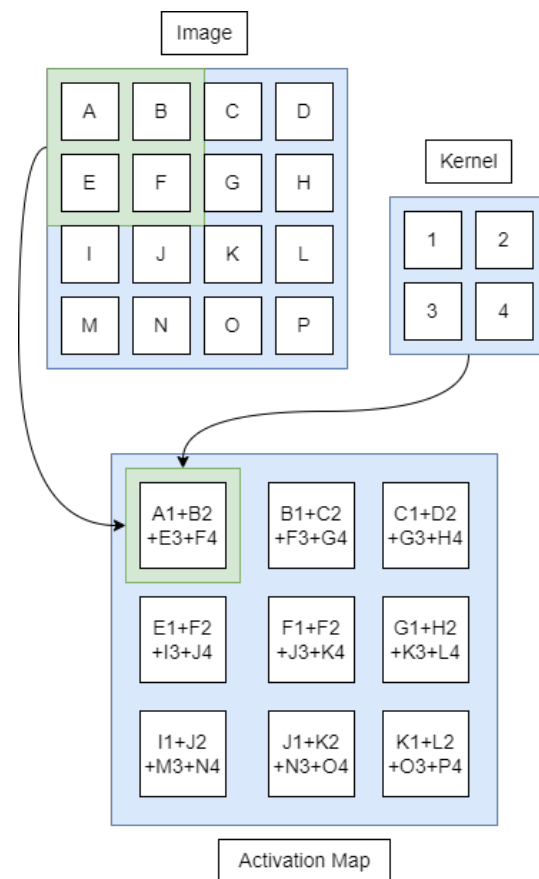 Image
A B C D
E F G H
I J K L
M N O P
Kernel
1 2
3 4
A1+B2
+E3+F4
B1+C2
+F3+G4
C1+D2
+G3+H4
E1+F2
+I3+J4
F1+F2
+J3+K4
G1+H2
+K3+L4
I1+J2
+M3+N4
J1+K2
+N3+O4
K1+L2
+O3+P4
Activation Map